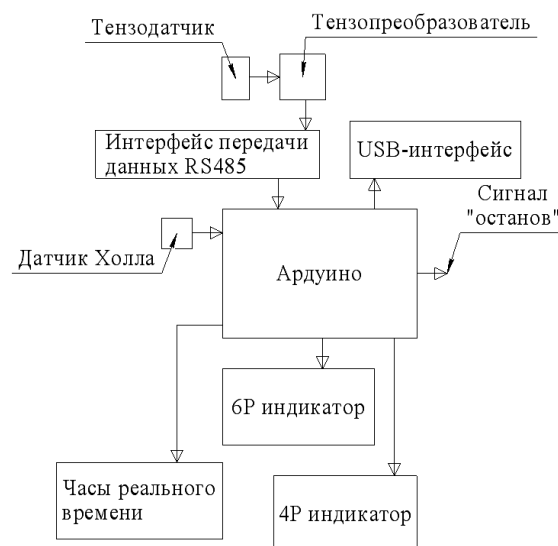 Тензодатчик
Тензопреобразователь
Интерфейс передачи
данных RS485
USB-интерфейс
Сигнал
"останов"
Датчик Холла
Ардуино
6Р индикатор
Часы реального
времени
4Р индикатор